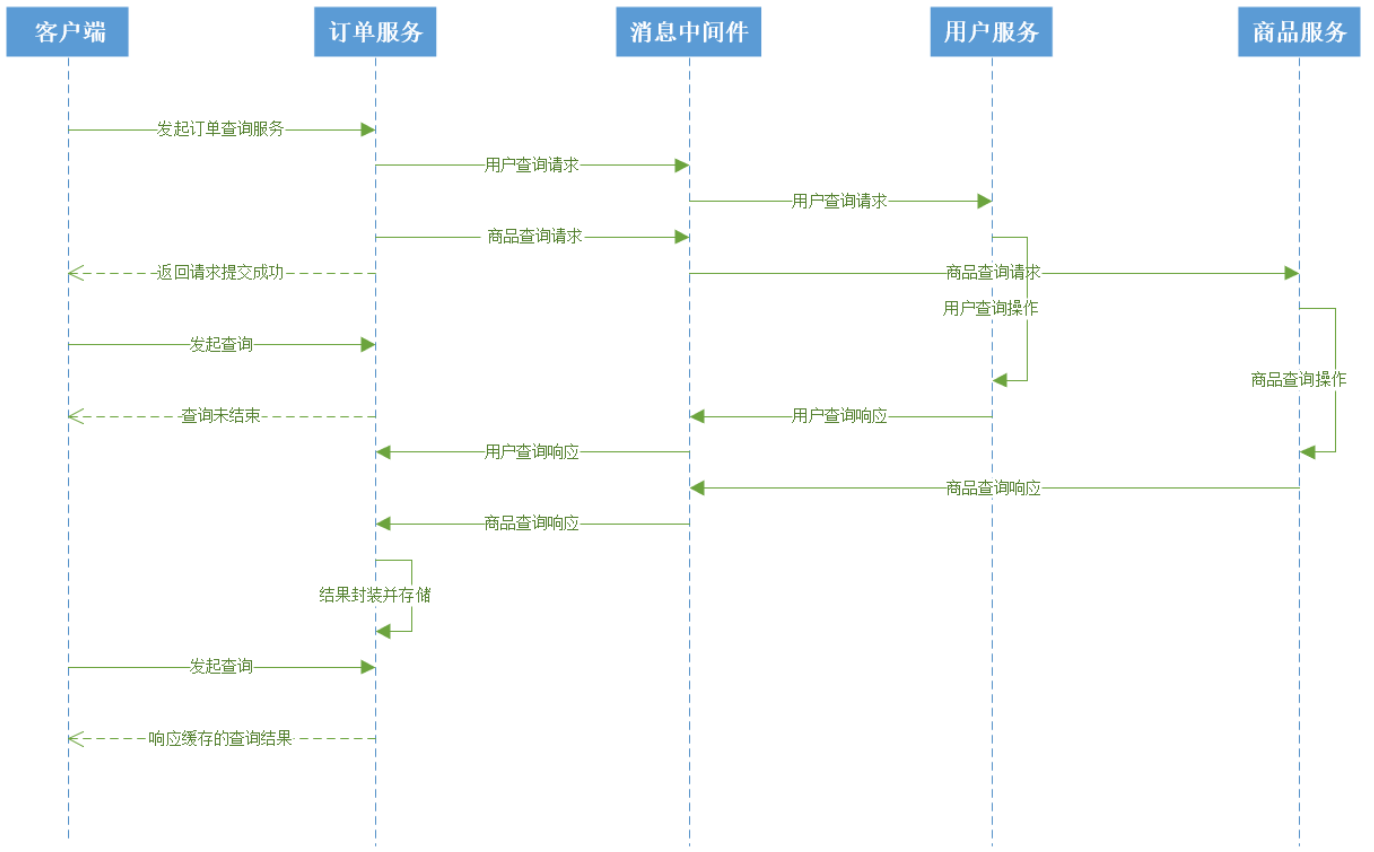 客户端
订单服务
消息中间件
用户服务
商品服务
发起订单查询服务
用户查询请求
用户查询请求
商品查询请求
返回请求提交成功
商品查询请求
用户查询操作
发起查询
商品查询操作
查询未结束
用户查询响应
用户查询响应
商品查询响应
商品查询响应
结果封装并存储
发起查询
响应缓存的查询结果